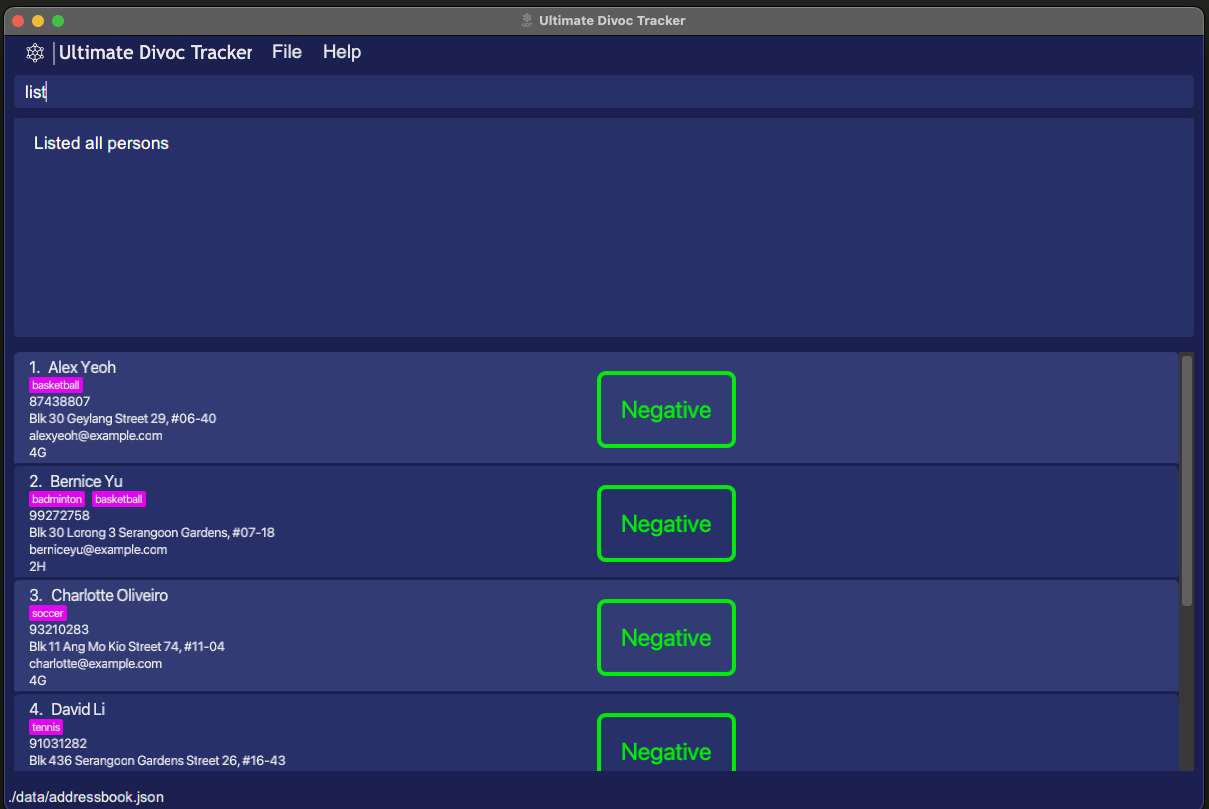 Ultimate Divoc Tracker
Ultimate Divoc Tracker File Help
list
Listed all persons
1. Alex Yeoh
basketball
87438807
Blk 30 Geylang Street 29, #06-40
alexyeoh@example.com
4G
Negative
2. Bernice Yu
badminton basketball
99272758
Blk 30 Lorong 3 Serangoon Gardens, #07-18
berniceyu@example.com
2H
Negative
3. Charlotte Oliveiro
soccer
93210283
Blk 11 Ang Mo Kio Street 74, #11-04
charlotte@example.com
4G
Negative
4. David Li
tennis
91031282
Blk 436 Serangoon Gardens Street 26, #16-43
Negative
./data/addressbook.json